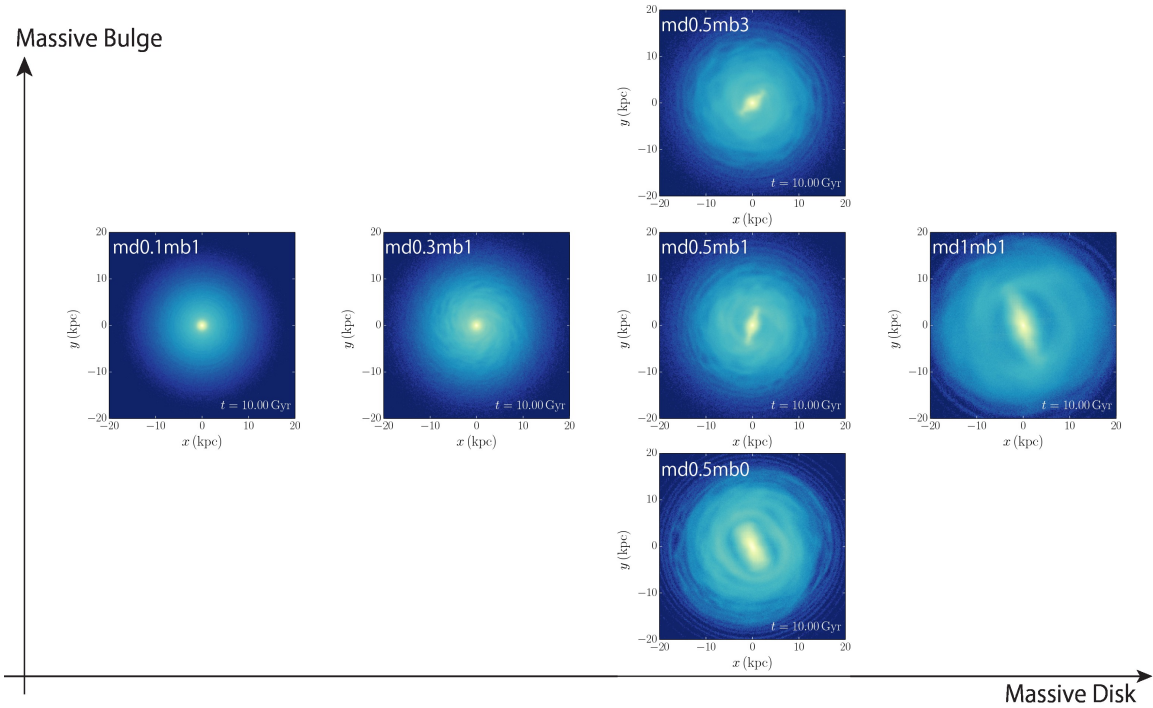 Massive Bulge
md0.5mb3
20
10
0
−10
−20
y (kpc)
t = 10.00 Gyr
−20 −10 0 10 20
x (kpc)
md0.1mb1
20
10
0
−10
−20
y (kpc)
t = 10.00 Gyr
−20 −10 0 10 20
x (kpc)
md0.3mb1
20
10
0
−10
−20
y (kpc)
t = 10.00 Gyr
−20 −10 0 10 20
x (kpc)
md0.5mb1
20
10
0
−10
−20
y (kpc)
t = 10.00 Gyr
−20 −10 0 10 20
x (kpc)
md1mb1
20
10
0
−10
−20
y (kpc)
t = 10.00 Gyr
−20 −10 0 10 20
x (kpc)
md0.5mb0
20
10
0
−10
−20
y (kpc)
t = 10.00 Gyr
−20 −10 0 10 20
x (kpc)
Massive Disk